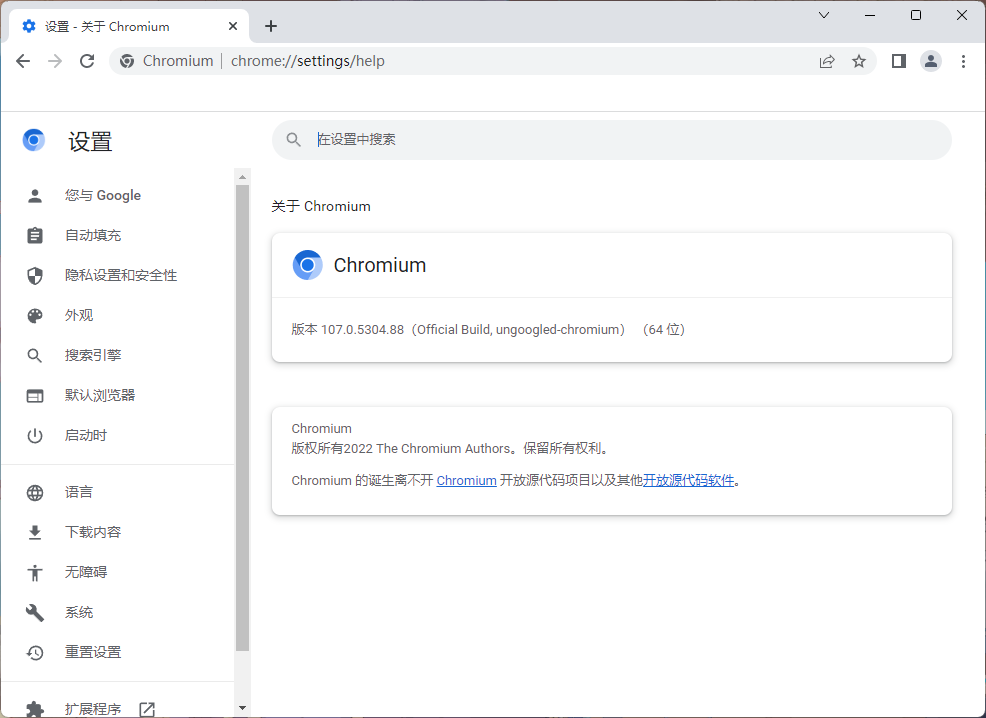 设置 - 关于 Chromium
Chromium | chrome://settings/help
设置
在设置中搜索
您与 Google
自动填充
隐私设置和安全性
外观
搜索引擎
默认浏览器
启动时
语言
下载内容
无障碍
系统
重置设置
扩展程序
关于 Chromium
Chromium
版本 107.0.5304.88（Official Build, ungoogled-chromium） （64 位）
Chromium
版权所有2022 The Chromium Authors。保留所有权利。
Chromium 的诞生离不开 Chromium 开放源代码项目以及其他开放源代码软件。